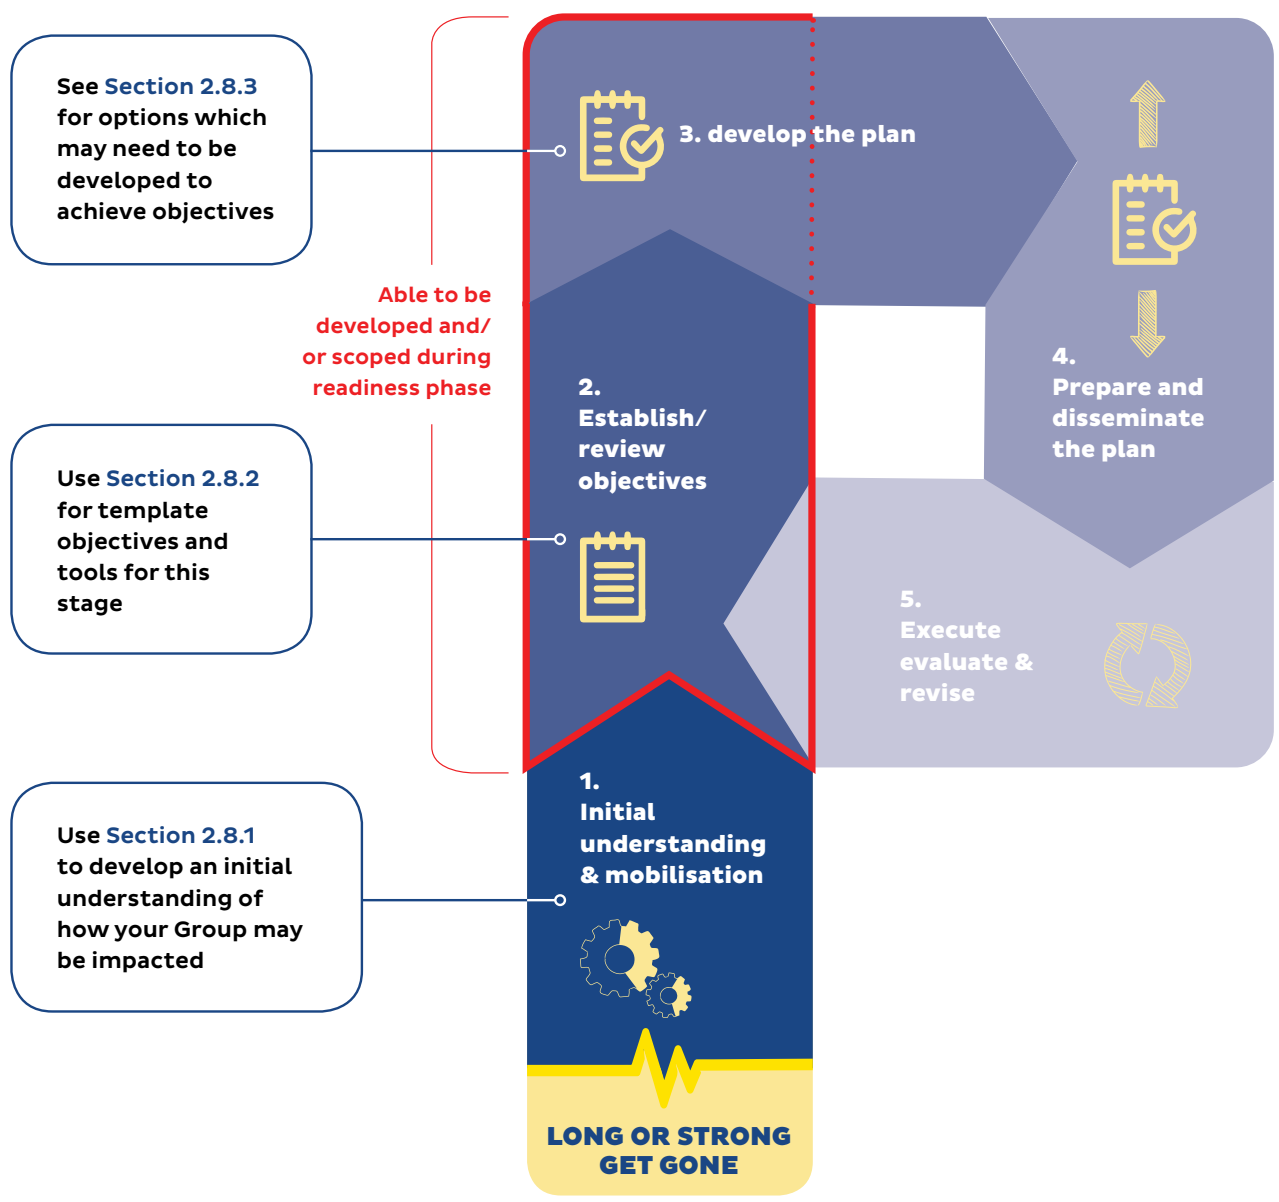 See Section 2.8.3
for options which
may need to be
developed to
achieve objectives
3. develop the plan
Able to be
developed and/
or scoped during
readiness phase
4.
Prepare and
disseminate
the plan
2.
Establish/
review
objectives
Use Section 2.8.2
for template
objectives and
tools for this
stage
5.
Execute
evaluate &
revise
1.
Initial
understanding
& mobilisation
Use Section 2.8.1
to develop an initial
understanding of
how your Group may
be impacted
LONG OR STRONG
GET GONE